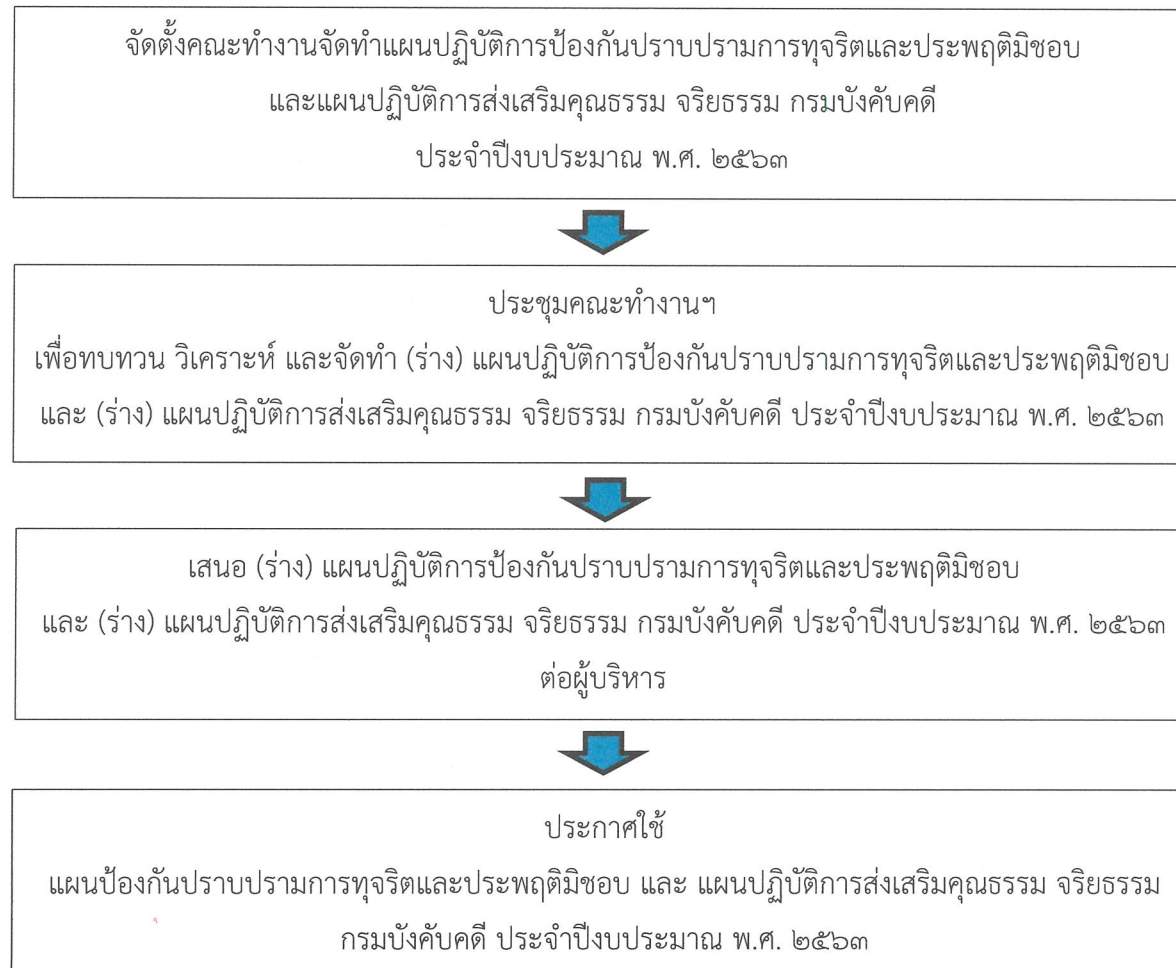 จัดตั้งคณะทำงานจัดทำแผนปฏิบัติการป้องกันปราบปรามการทุจริตและประพฤติมิชอบ
และแผนปฏิบัติการส่งเสริมคุณธรรม จริยธรรม กรมบังคับคดี
ประจำปีงบประมาณ พ.ศ. ๒๕๖๓
ประชุมคณะทำงานฯ
เพื่อทบทวน วิเคราะห์ และจัดทำ (ร่าง) แผนปฏิบัติการป้องกันปราบปรามการทุจริตและประพฤติมิชอบ
และ (ร่าง) แผนปฏิบัติการส่งเสริมคุณธรรม จริยธรรม กรมบังคับคดี ประจำปีงบประมาณ พ.ศ. ๒๕๖๓
เสนอ (ร่าง) แผนปฏิบัติการป้องกันปราบปรามการทุจริตและประพฤติมิชอบ
และ (ร่าง) แผนปฏิบัติการส่งเสริมคุณธรรม จริยธรรม กรมบังคับคดี ประจำปีงบประมาณ พ.ศ. ๒๕๖๓
ต่อผู้บริหาร
ประกาศใช้
แผนป้องกันปราบปรามการทุจริตและประพฤติมิชอบ และ แผนปฏิบัติการส่งเสริมคุณธรรม จริยธรรม
กรมบังคับคดี ประจำปีงบประมาณ พ.ศ. ๒๕๖๓